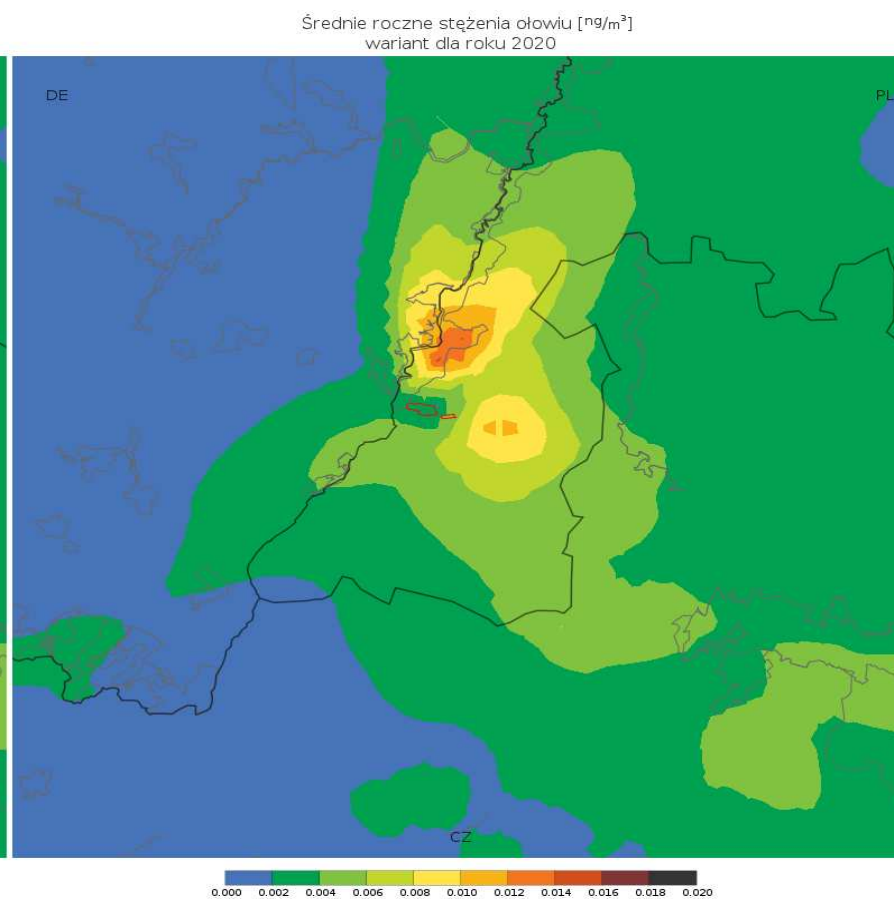 Średnie roczne stężenia ołowiu [ng/m³]
wariant dla roku 2020
DE
PL
CZ
0.000 0.002 0.004 0.006 0.008 0.010 0.012 0.014 0.016 0.018 0.020